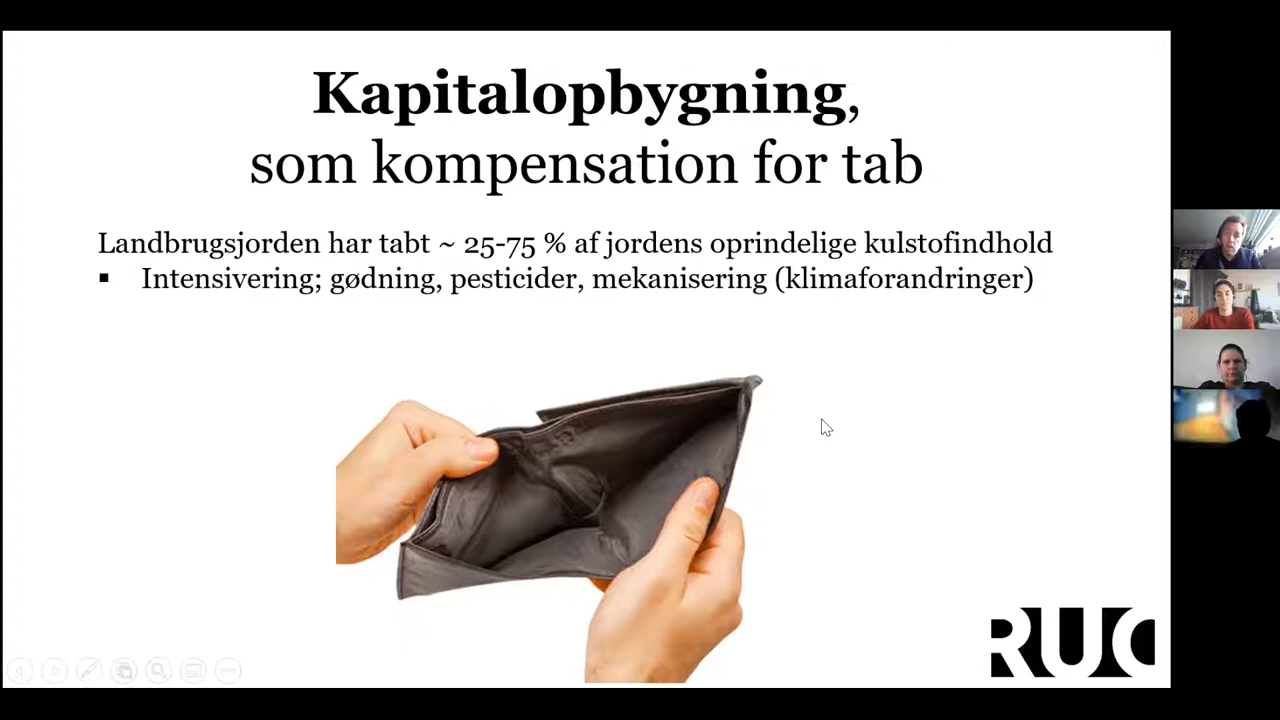 Kapitalopbygning,
som kompensation for tab
Landbrugsjorden har tabt ~ 25-75 % af jordens oprindelige kulstofindhold
▪ Intensivering; gødning, pesticider, mekanisering (klimaforandringer)
RUC